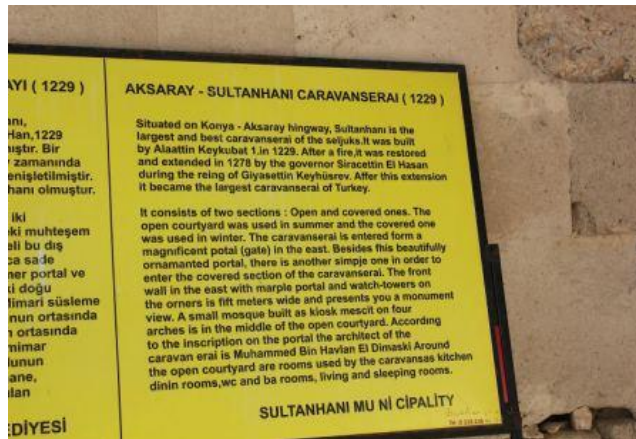 AYI ( 1229 )
Han,1229
mıştır. Bir
zamanında
enişletilmiştir.
hanı olmuştur.
iki
eki muhteşem
eli bu dış
ca sade
ner portal ve
ki doğu
limari süsleme
nun ortasında
n ortasında
mimar
lunun
ane,
ılan
EDİYESİ
AKSARAY - SULTANHANI CARAVANSERAI ( 1229 )
Situated on Konya - Aksaray hingway, Sultanhanı is the
largest and best caravanserai of the seljuks.It was built
by Alaattin Keykubat 1.in 1229. After a fire,it was restored
and extended in 1278 by the governor Siracettin El Hasan
during the reing of Giyasettin Keyhüsrev. After this extension
it became the largest caravanserai of Turkey.
It consists of two sections : Open and covered ones. The
open courtyard was used in summer and the covered one
was used in winter. The caravanserai is entered form a
magnıficent potal (gate) in the east. Besides fhis beautifully
ornamanted portal, there is another simpje one in order to
enter the covered section of the caravanserai. The front
wall in the east with marple portal and watch-towers on
the orners is fift meters wide and presents you a monument
view. A small mosque built as kiosk mescit on four
arches is in the middle of the open courtyard. Accordıng
to the inscription on the portal the architect of the
caravan erai is Muhammed Bin Havlan El Dimaski Around
the open courtyard are rooms used by the caravansas kitchen
dinin rooms,wc and ba rooms, living and sleeping rooms.
SULTANHANI MU Nİ CİPALİTY